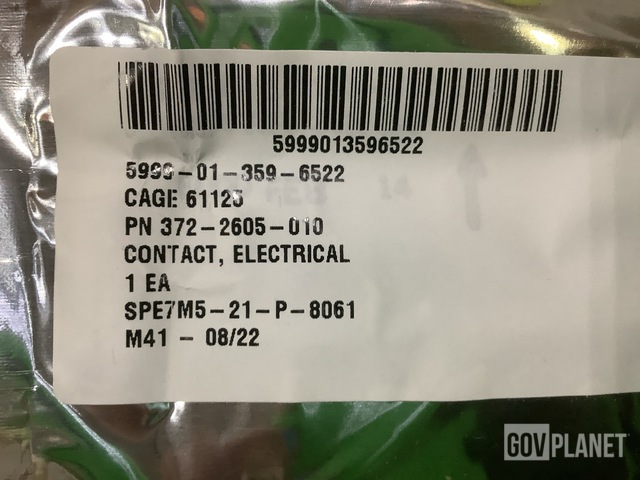 5999013596522
5999-01-359-6522
CAGE 61125
PN 372-2605-010
CONTACT, ELECTRICAL
1 EA
SPE7M5-21-P-8061
M41 - 08/22
GOVPLANET